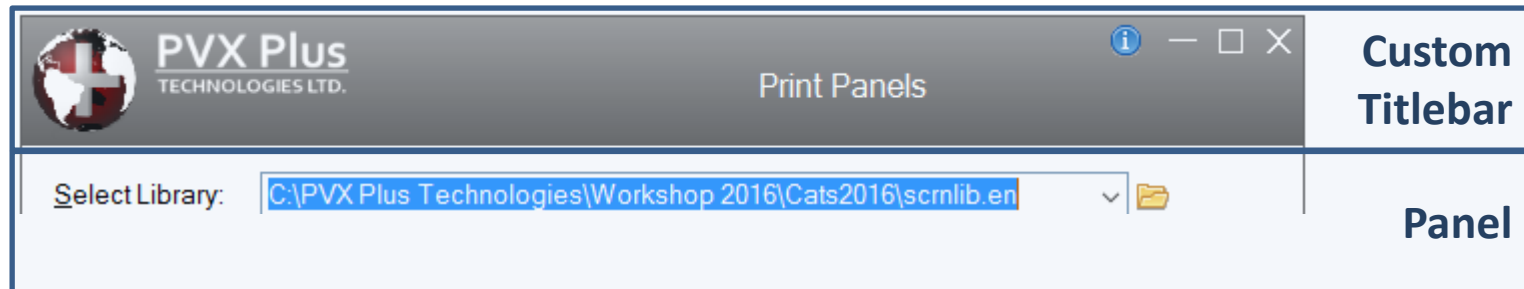 PVX Plus
TECHNOLOGIES LTD.
Print Panels
Custom
Titlebar
Select Library:
C:\PVX Plus Technologies\Workshop 2016\Cats2016\scrnlib.en
Panel